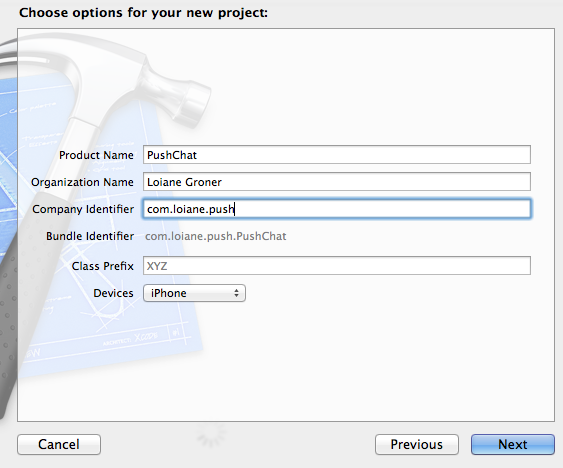 Choose options for your new project:
Product Name PushChat
Organization Name Loiane Groner
Company Identifier com.loiane.push
Bundle Identifier com.loiane.push.PushChat
Class Prefix XYZ
Devices iPhone
Cancel Previous Next